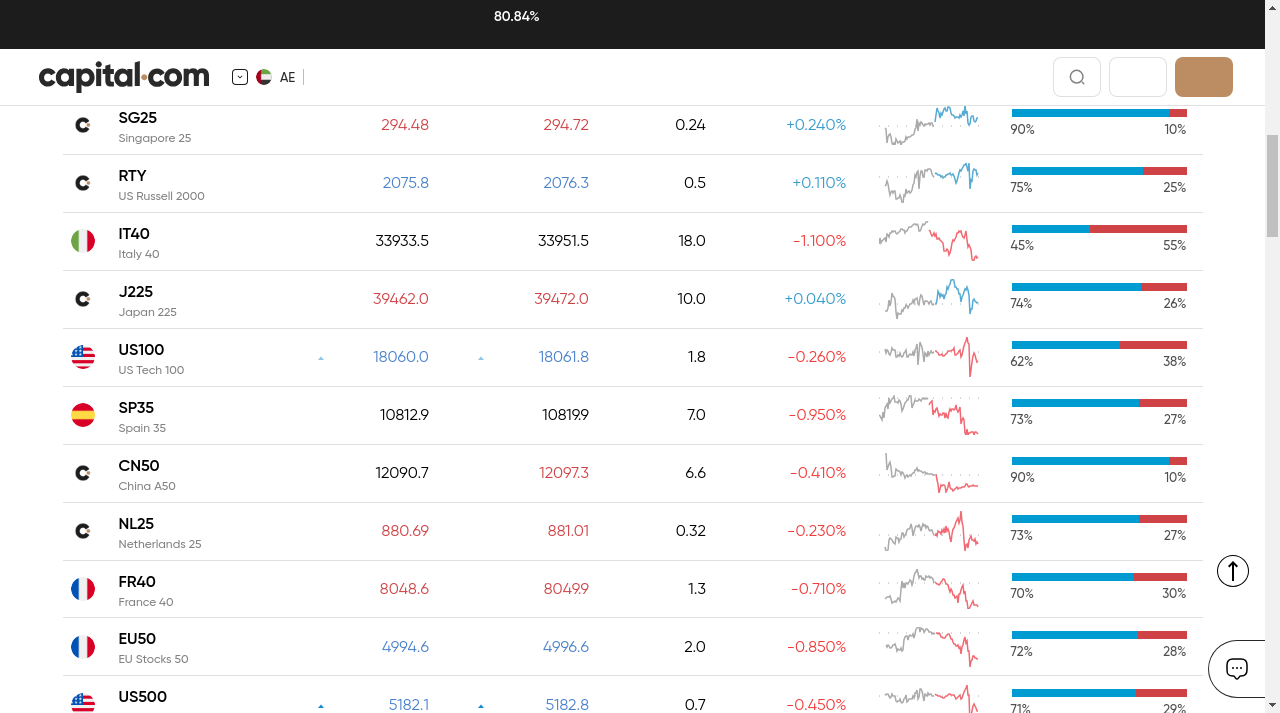 80.84%
capital.com AE
SG25 294.48 294.72 0.24 +0.240%
Singapore 25 90% 10%
RTY 2075.8 2076.3 0.5 +0.110%
US Russell 2000 75% 25%
IT40 33933.5 33951.5 18.0 -1.100%
Italy 40 45% 55%
J225 39462.0 39472.0 10.0 +0.040%
Japan 225 74% 26%
US100 18060.0 18061.8 1.8 -0.260%
US Tech 100 62% 38%
SP35 10812.9 10819.9 7.0 -0.950%
Spain 35 73% 27%
CN50 12090.7 12097.3 6.6 -0.410%
China A50 90% 10%
NL25 880.69 881.01 0.32 -0.230%
Netherlands 25 73% 27%
FR40 8048.6 8049.9 1.3 -0.710%
France 40 70% 30%
EU50 4994.6 4996.6 2.0 -0.850%
EU Stocks 50 72% 28%
US500 5182.1 5182.8 0.7 -0.450%
71% 29%